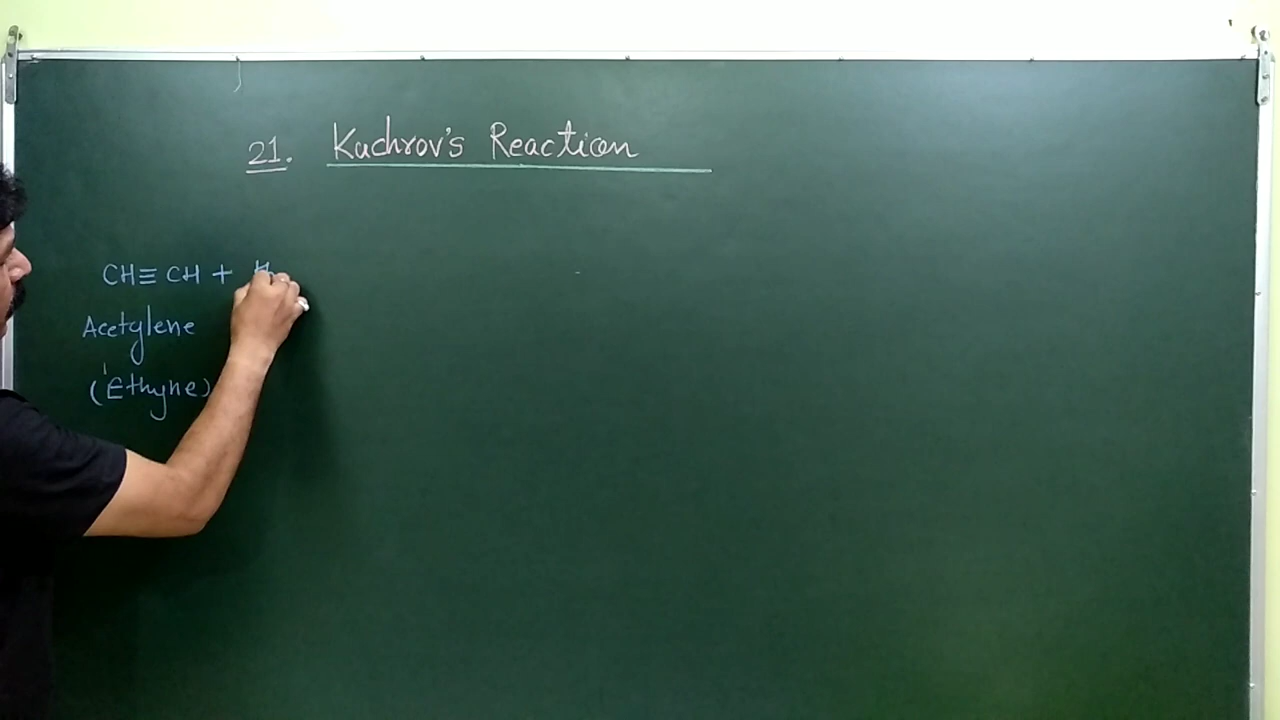 21. Kuchrov's Reaction
CH≡CH + H
Acetylene
(Ethyne)